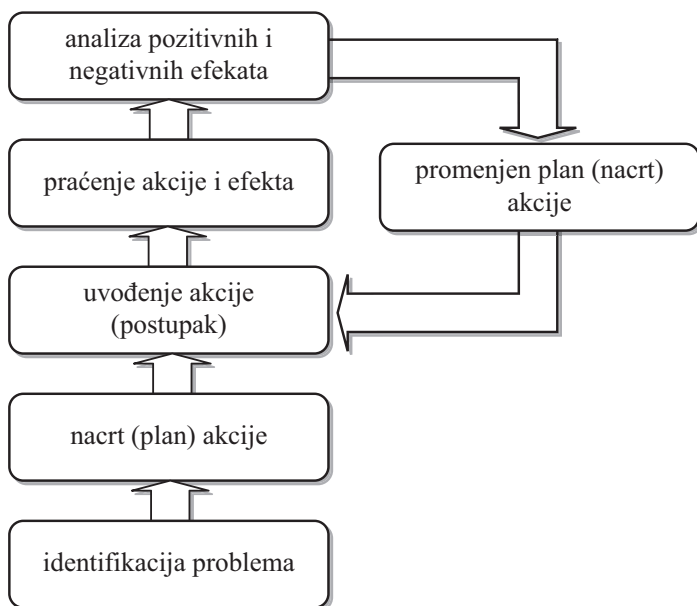 analiza pozitivnih i
negativnih efekata
praćenje akcije i efekta
promenjen plan (nacrt)
akcije
uvođenje akcije
(postupak)
nacrt (plan) akcije
identifikacija problema